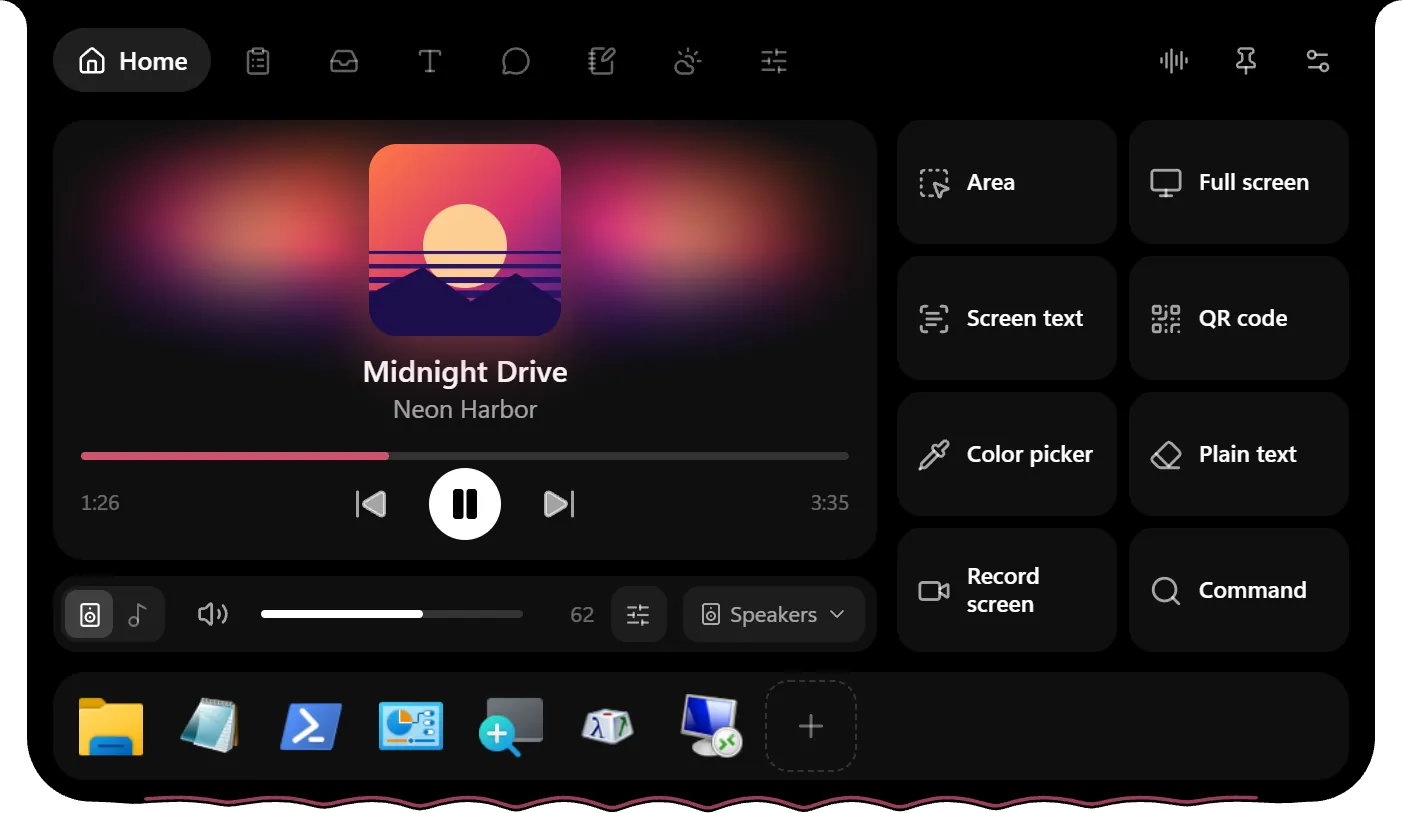 Home
Midnight Drive
Neon Harbor
1:26
3:35
62
Speakers
Area
Full screen
Screen text
QR code
Color picker
Plain text
Record
screen
Command